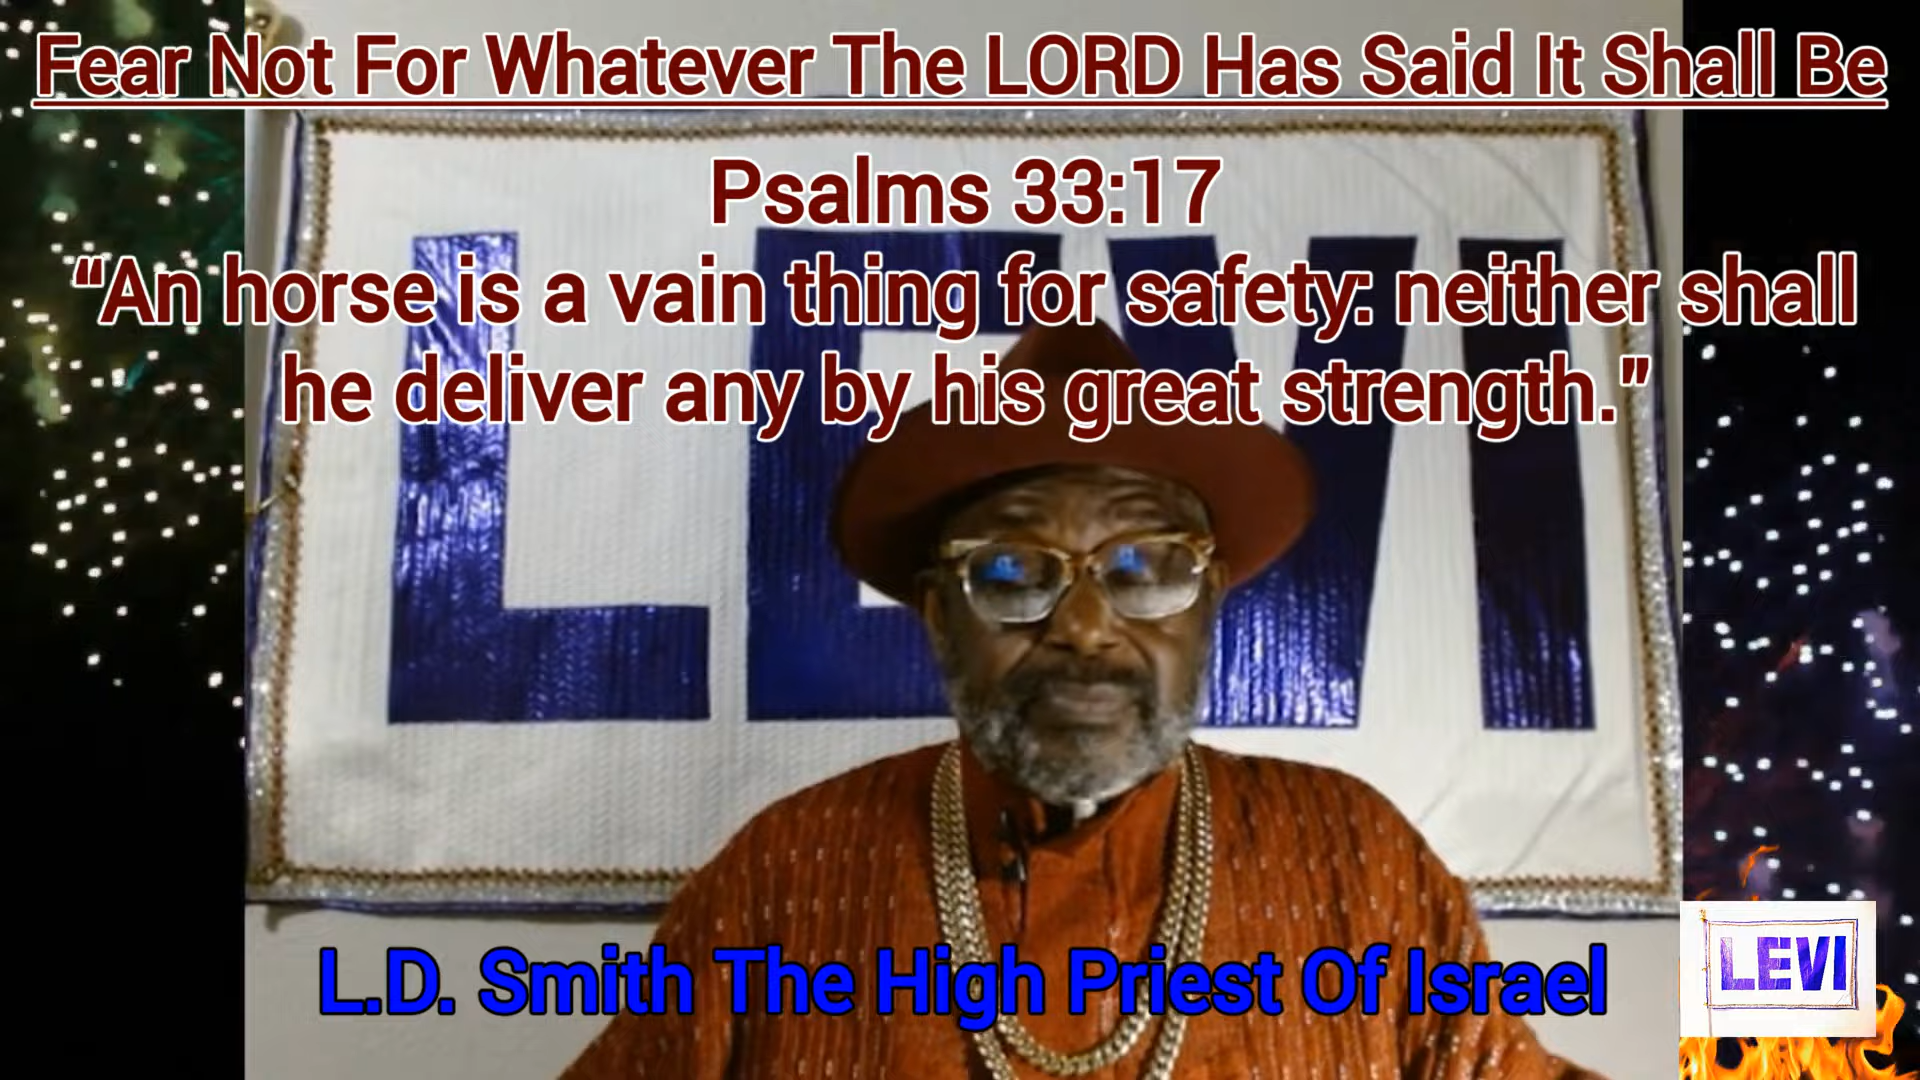 Fear Not For Whatever The LORD Has Said It Shall Be
Psalms 33:17
“An horse is a vain thing for safety: neither shall
he deliver any by his great strength.”
LEVI
L.D. Smith The High Priest Of Israel
LEVI